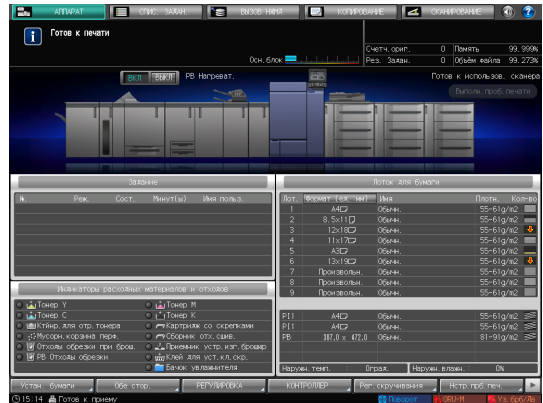 АППАРАТ
СПИС. ЗАДАН.
КОПИРОВАНИЕ
СКАНИРОВАНИЕ
Готов к печати
Осн. блок
Счетч. ориг. 0 Память 99. 999%
Рез. Задан. 0 Объём файла 99. 273%
ВКЛ ВЫКЛ PB Нагреват.
Готов к использов. сканера
Выполн. проб. печати
Задание
№. Реж. Сост. Минут(ы) Имя польз.
Лоток для бумаги
Лот. Формат (ед. мм) Имя Плотн. Кол-во
1 A4 Обычн. 55-61g/m2
2 8. 5x11 Обычн. 55-61g/m2
3 12x18 Обычн. 55-61g/m2
4 11x17 Обычн. 55-61g/m2
5 A3 Обычн. 55-61g/m2
6 13x19 Обычн. 55-61g/m2
7 Произвольн. Обычн. 55-61g/m2
8 Произвольн. Обычн. 55-61g/m2
9 Произвольн. Обычн. 55-61g/m2
PI1 A4 Обычн. 55-61g/m2
PI1 A4 Обычн. 55-61g/m2
PB 307.0 x 472.0 Обычн. 81-91g/m2
Индикаторы расходных материалов и отходов
Тонер Y
Тонер M
Тонер C
Тонер K
Ктйнр. для отр. тонера
Картридж со скрепками
Мусорн. корзина перф.
Сборник отх. сшив.
Отходы обрезки при брош.
Приемник устр. изг. брошюр
PB Отходы обрезки
Клей для уст. кл. скр.
Бачок увлажнителя
Наружн. темп. 0град. Наружн. влажн. 0%
Устан. бумаги
Обе стор.
РЕГУЛИРОВКА
КОНТРОЛЛЕР
Рег. скручивания
Нстр. прб. печ.
15:14 Готов к приему
Поворот
ORU-M